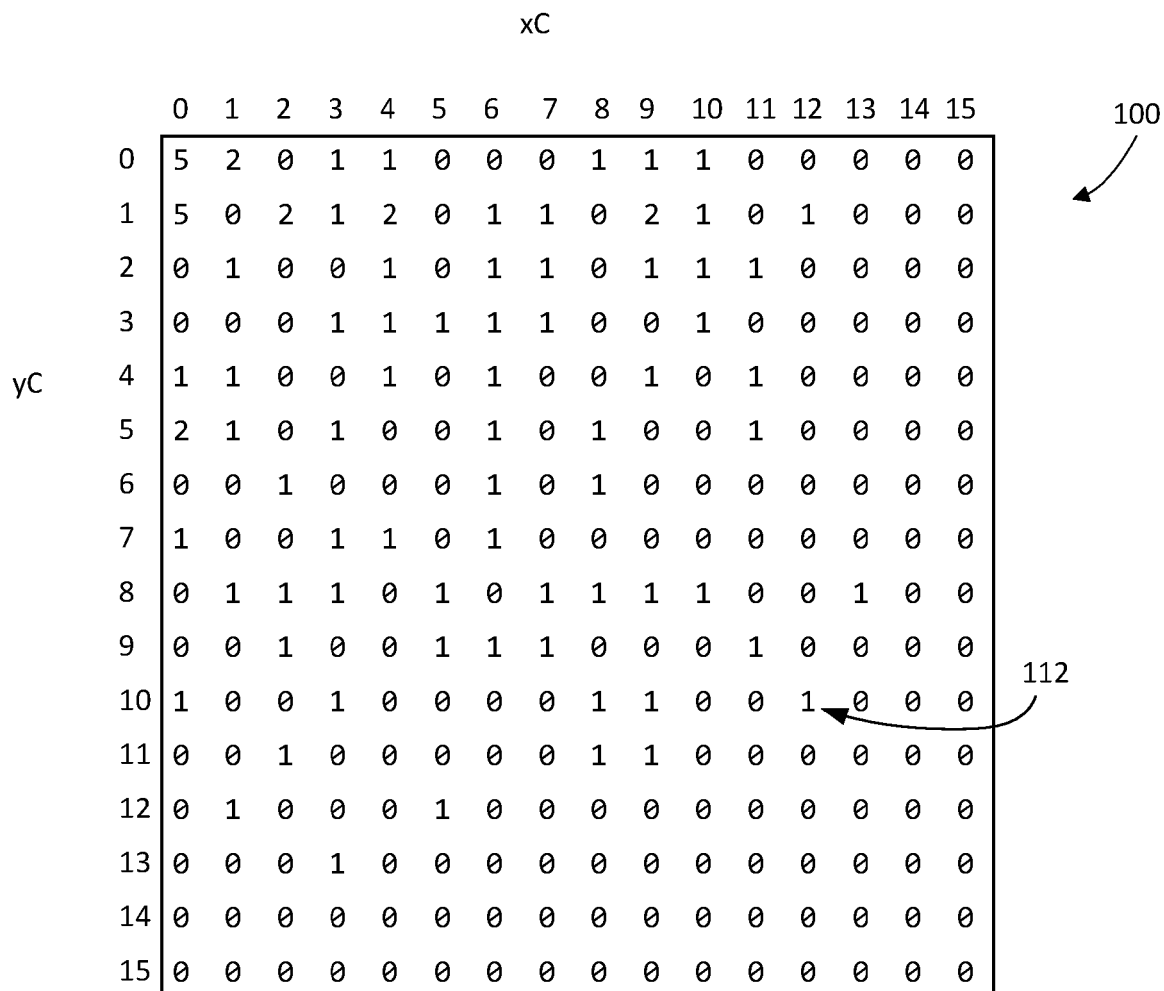 xC
0 1 2 3 4 5 6 7 8 9 10 11 12 13 14 15
100
0 5 2 0 1 1 0 0 0 1 1 1 0 0 0 0 0
1 5 0 2 1 2 0 1 1 0 2 1 0 1 0 0 0
2 0 1 0 0 1 0 1 1 0 1 1 1 0 0 0 0
3 0 0 0 1 1 1 1 1 0 0 1 0 0 0 0 0
yC
4 1 1 0 0 1 0 1 0 0 1 0 1 0 0 0 0
5 2 1 0 1 0 0 1 0 1 0 0 1 0 0 0 0
6 0 0 1 0 0 0 1 0 1 0 0 0 0 0 0 0
7 1 0 0 1 1 0 1 0 0 0 0 0 0 0 0 0
8 0 1 1 1 0 1 0 1 1 1 1 0 0 1 0 0
9 0 0 1 0 0 1 1 1 0 0 0 1 0 0 0 0
112
10 1 0 0 1 0 0 0 0 1 1 0 0 1 0 0 0
11 0 0 1 0 0 0 0 0 1 1 0 0 0 0 0 0
12 0 1 0 0 0 1 0 0 0 0 0 0 0 0 0 0
13 0 0 0 1 0 0 0 0 0 0 0 0 0 0 0 0
14 0 0 0 0 0 0 0 0 0 0 0 0 0 0 0 0
15 0 0 0 0 0 0 0 0 0 0 0 0 0 0 0 0